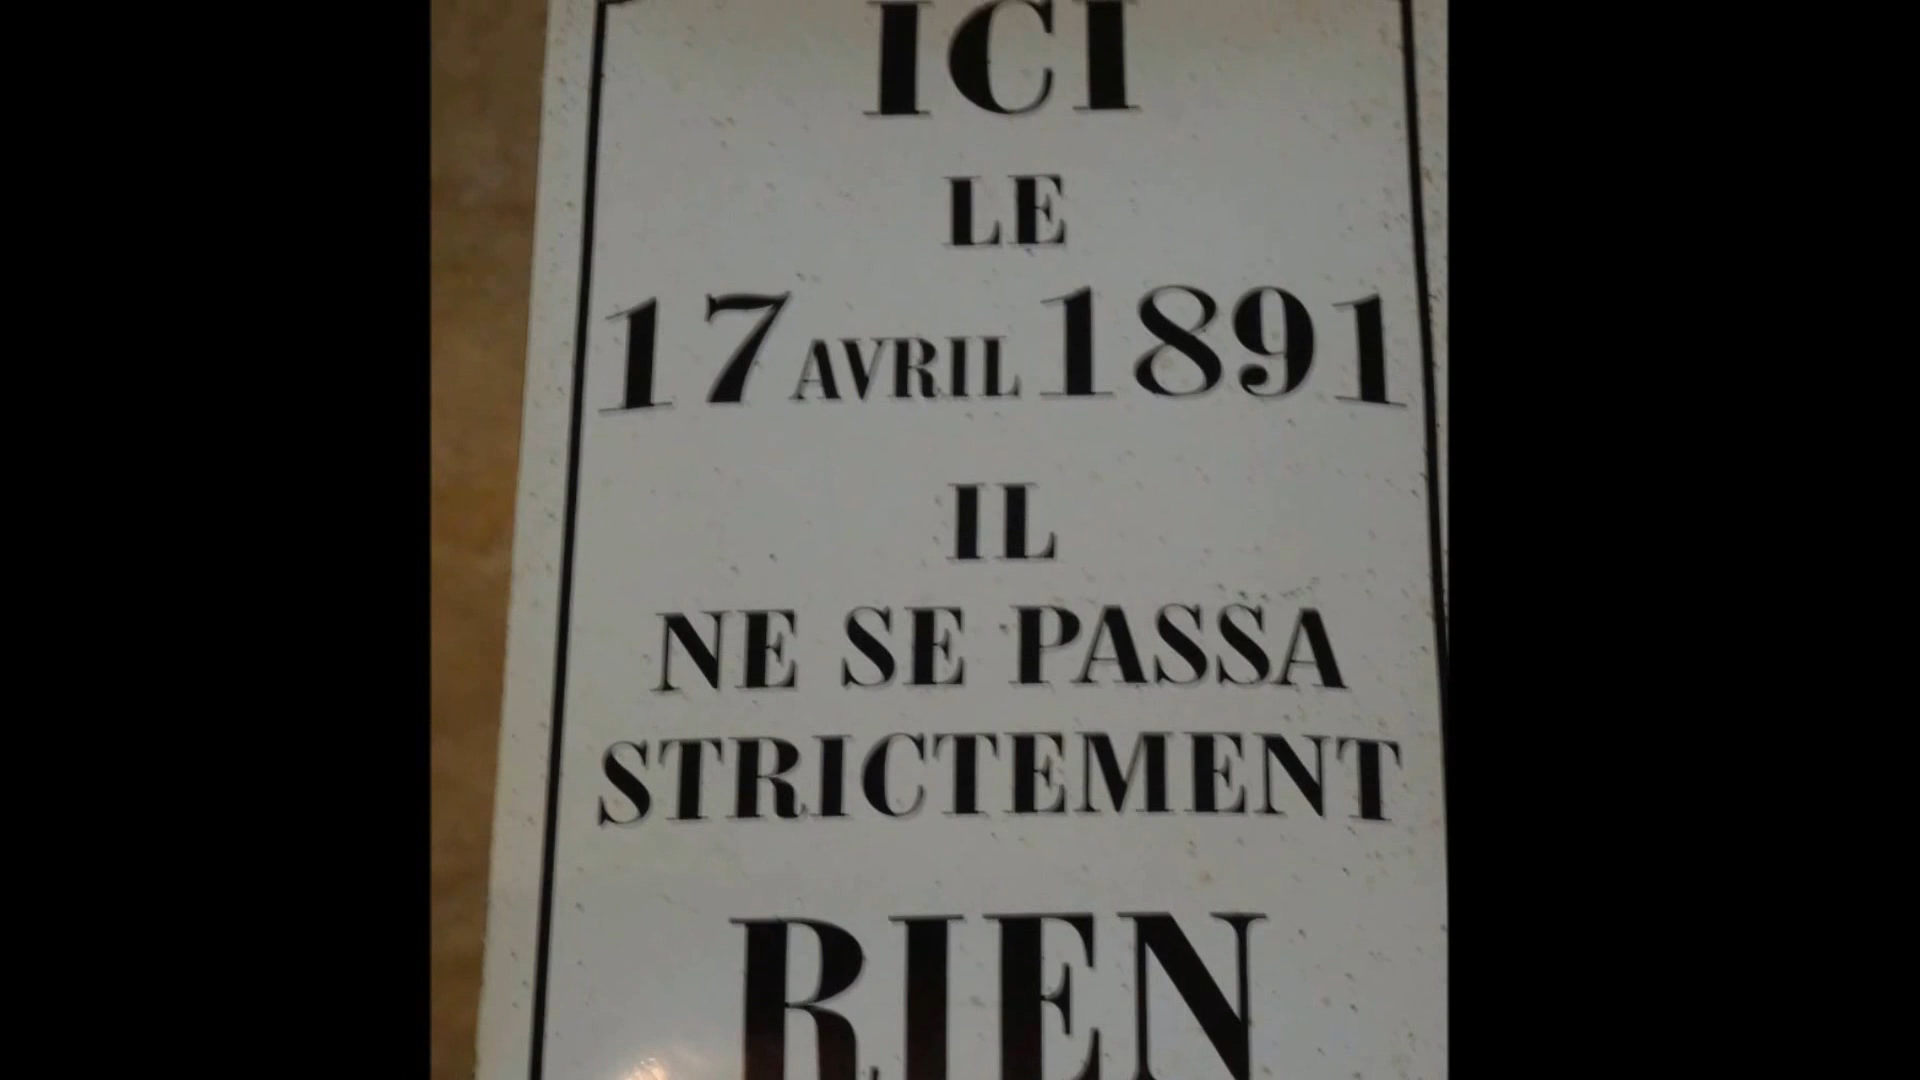 ICI
LE
17 AVRIL 1891
IL
NE SE PASSA
STRICTEMENT
RIEN